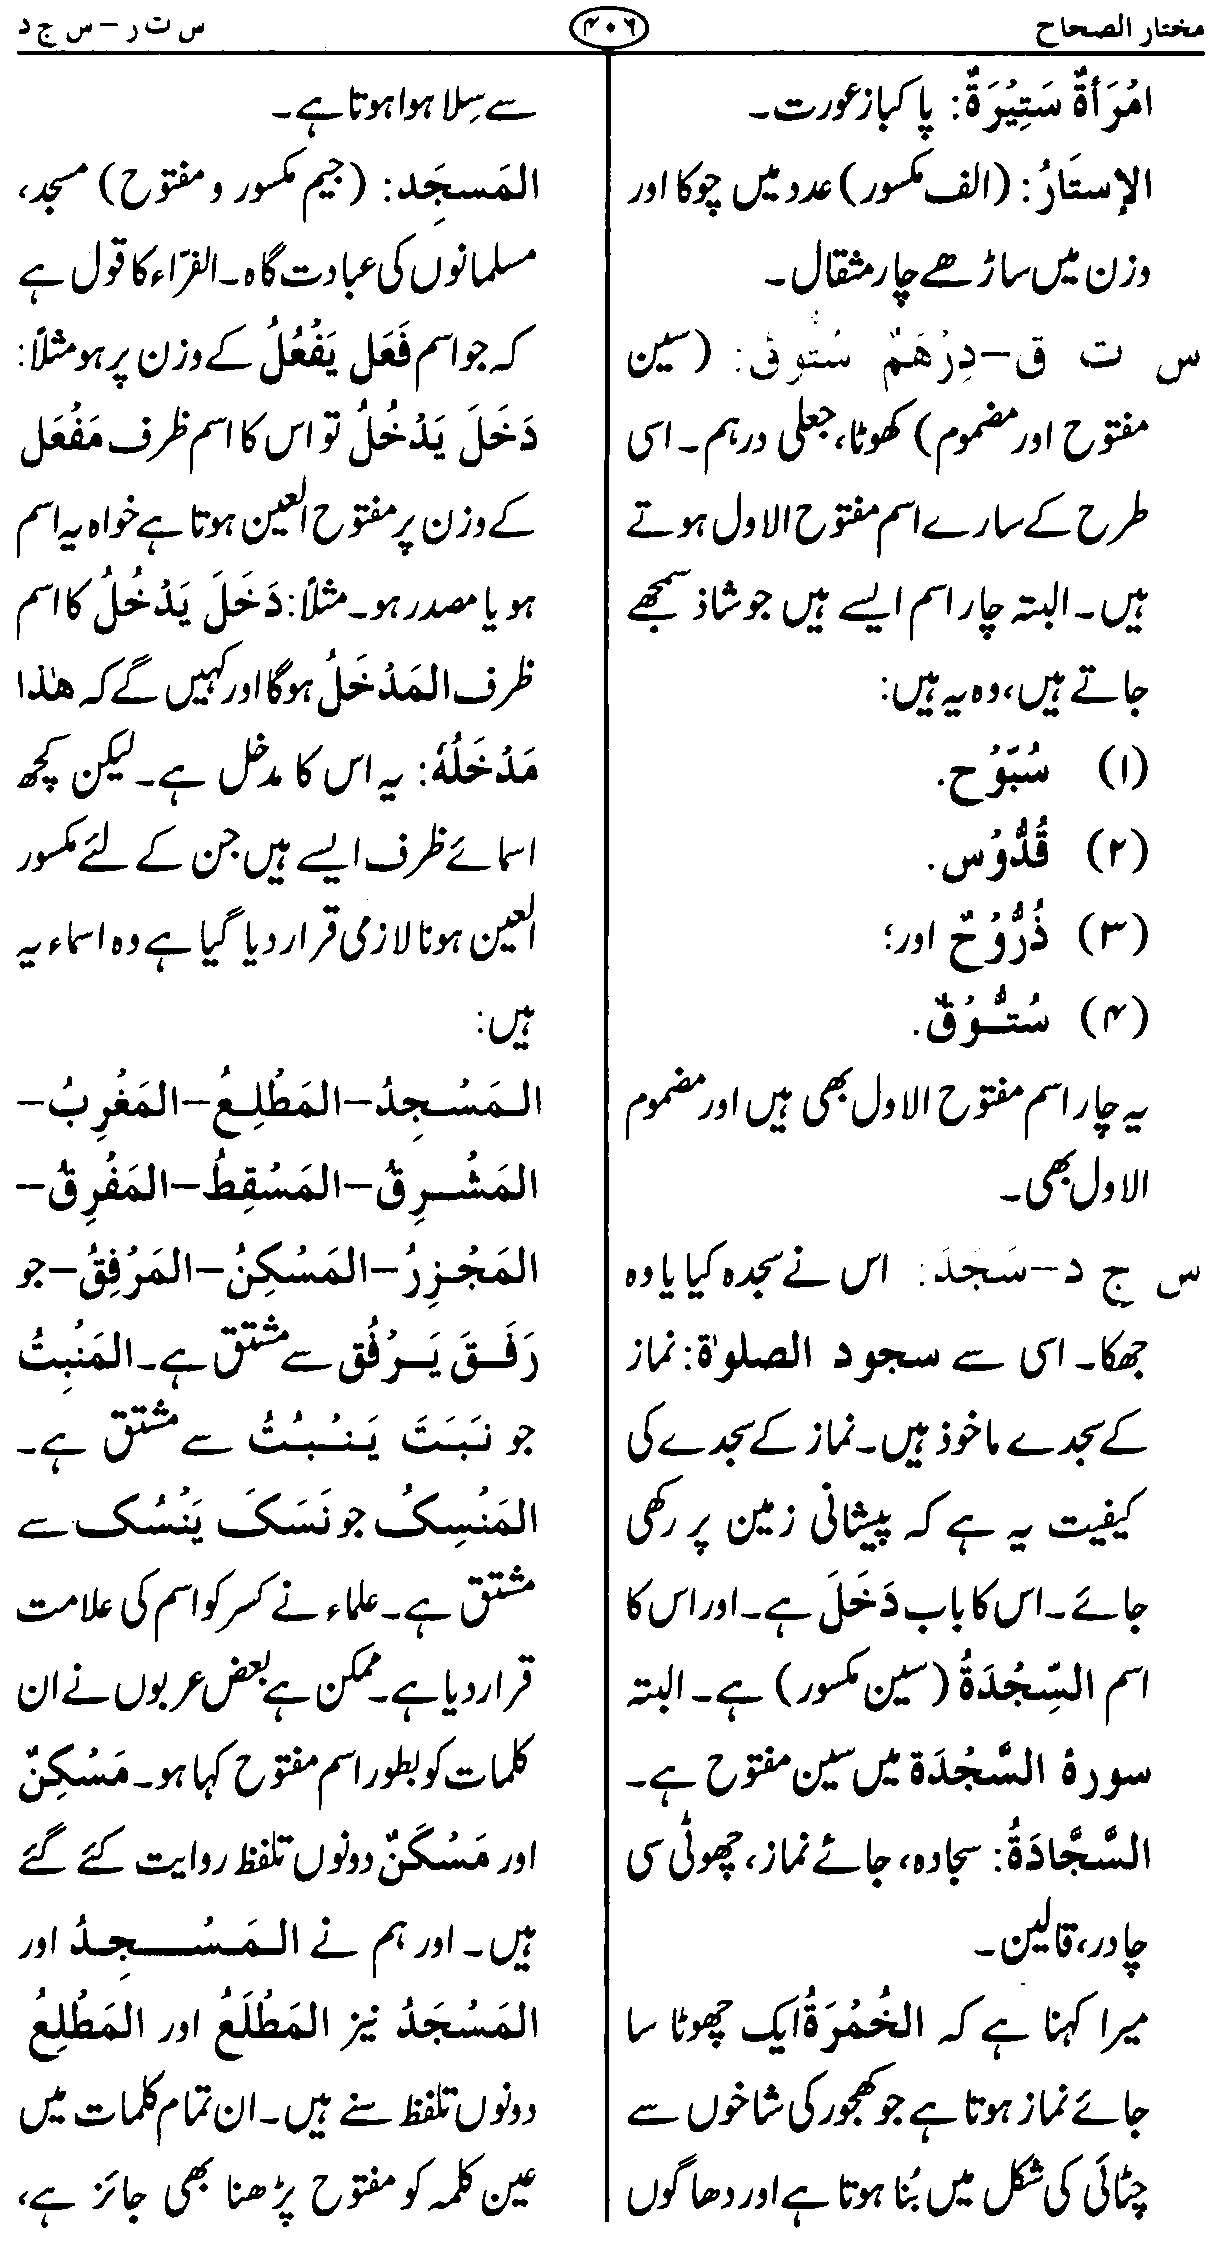 مختار الصحاح
۴۰۶
س ت ر – س ج د
امْرَأةٌ سَتِیْرَةٌ: پاکباز عورت۔
الإستَارُ: (الف مکسور) عدد میں چوکا اور
وزن میں ساڑھے چار مثقال۔
س ت ق–دِرْهَمٌ سُتوق: (سین
مفتوح اور مضموم) کھوٹا، جعلی درہم۔ اسی
طرح کے سارے اسم مفتوح الاول ہوتے
ہیں۔ البتہ چار اسم ایسے ہیں جو شاذ سمجھے
جاتے ہیں، وہ یہ ہیں:
(۱) سُبَّوْح.
(۲) قُدُّوْس.
(۳) ذُرُّوْحٌ اور؛
(۴) سُتُّوْقٌ.
یہ چار اسم مفتوح الاول بھی ہیں اور مضموم
الاول بھی۔
س ج د–سَجَدَ: اس نے سجدہ کیا یا وہ
جھکا۔ اسی سے سجود الصلوٰة: نماز
کے سجدے ماخوذ ہیں۔ نماز کے سجدے کی
کیفیت یہ ہے کہ پیشانی زمین پر رکھی
جائے۔ اس کا باب دَخَلَ ہے۔ اور اس کا
اسم السِّجْدَةُ (سین مکسور) ہے۔ البتہ
سورهٔ السَّجْدَة میں سین مفتوح ہے۔
السَّجَّادَةُ: سجادہ، جائے نماز، چھوٹی سی
چادر، قالین۔
میرا کہنا ہے کہ الخُمْرَةُ ایک چھوٹا سا
جائے نماز ہوتا ہے جو کھجور کی شاخوں سے
چٹائی کی شکل میں بُنا ہوتا ہے اور دھاگوں
سے سِلا ہوا ہوتا ہے۔
المَسجَِد: (جیم مکسور و مفتوح) مسجد،
مسلمانوں کی عبادت گاہ۔ الفرّاء کا قول ہے
کہ جو اسم فَعَل یَفْعُلُ کے وزن پر ہو مثلاً:
دَخَلَ یَدْخُلُ تو اس کا اسم ظرف مَفْعَل
کے وزن پر مفتوح العین ہوتا ہے خواہ یہ اسم
ہو یا مصدر ہو۔ مثلاً: دَخَلَ یَدْخُلُ کا اسم
ظرف المَدْخَلُ ہوگا اور کہیں گے کہ هٰذا
مَدْخَلُهٗ: یہ اس کا مدخل ہے۔ لیکن کچھ
اسمائے ظرف ایسے ہیں جن کے لئے مکسور
العین ہونا لازمی قرار دیا گیا ہے وہ اسماء یہ
ہیں:
المَسْجِدُ–المَطْلِعُ–المَغْرِبُ–
المَشْرِقُ–المَسْقِطُ–المَفْرِقُ–
المَجْزِرُ–المَسْكِنُ–المَرْفِقُ–جو
رَفَقَ یَرْفُق سے مشتق ہے۔ المَنْبِتُ
جو نَبَتَ یَنْبُتُ سے مشتق ہے۔
المَنْسِكُ جو نَسَكَ یَنْسُك سے
مشتق ہے۔ علماء نے کسر کو اسم کی علامت
قرار دیا ہے۔ ممکن ہے بعض عربوں نے ان
کلمات کو بطور اسم مفتوح کہا ہو۔ مَسْكِنٌ
اور مَسْكَنٌ دونوں تلفظ روایت کئے گئے
ہیں۔ اور ہم نے المَسْجِدُ اور
المَسْجَدُ نیز المَطْلَعُ اور المَطْلِعُ
دونوں تلفظ سنے ہیں۔ ان تمام کلمات میں
عین کلمہ کو مفتوح پڑھنا بھی جائز ہے،